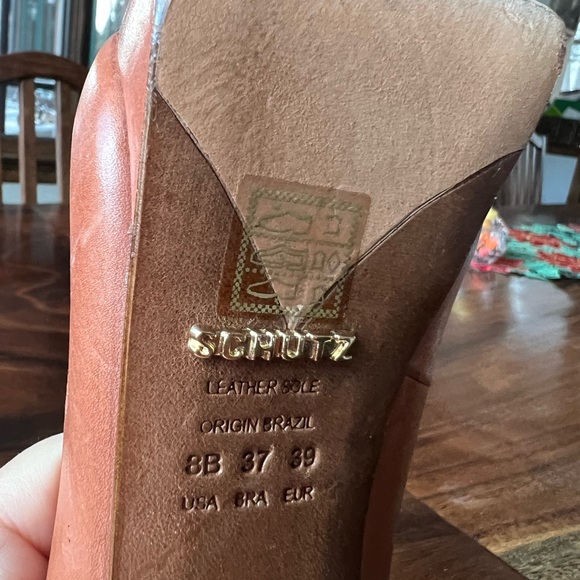 SCHUTZ
LEATHER SOLE
ORIGIN BRAZIL
8B 37 39
USA BRA EUR